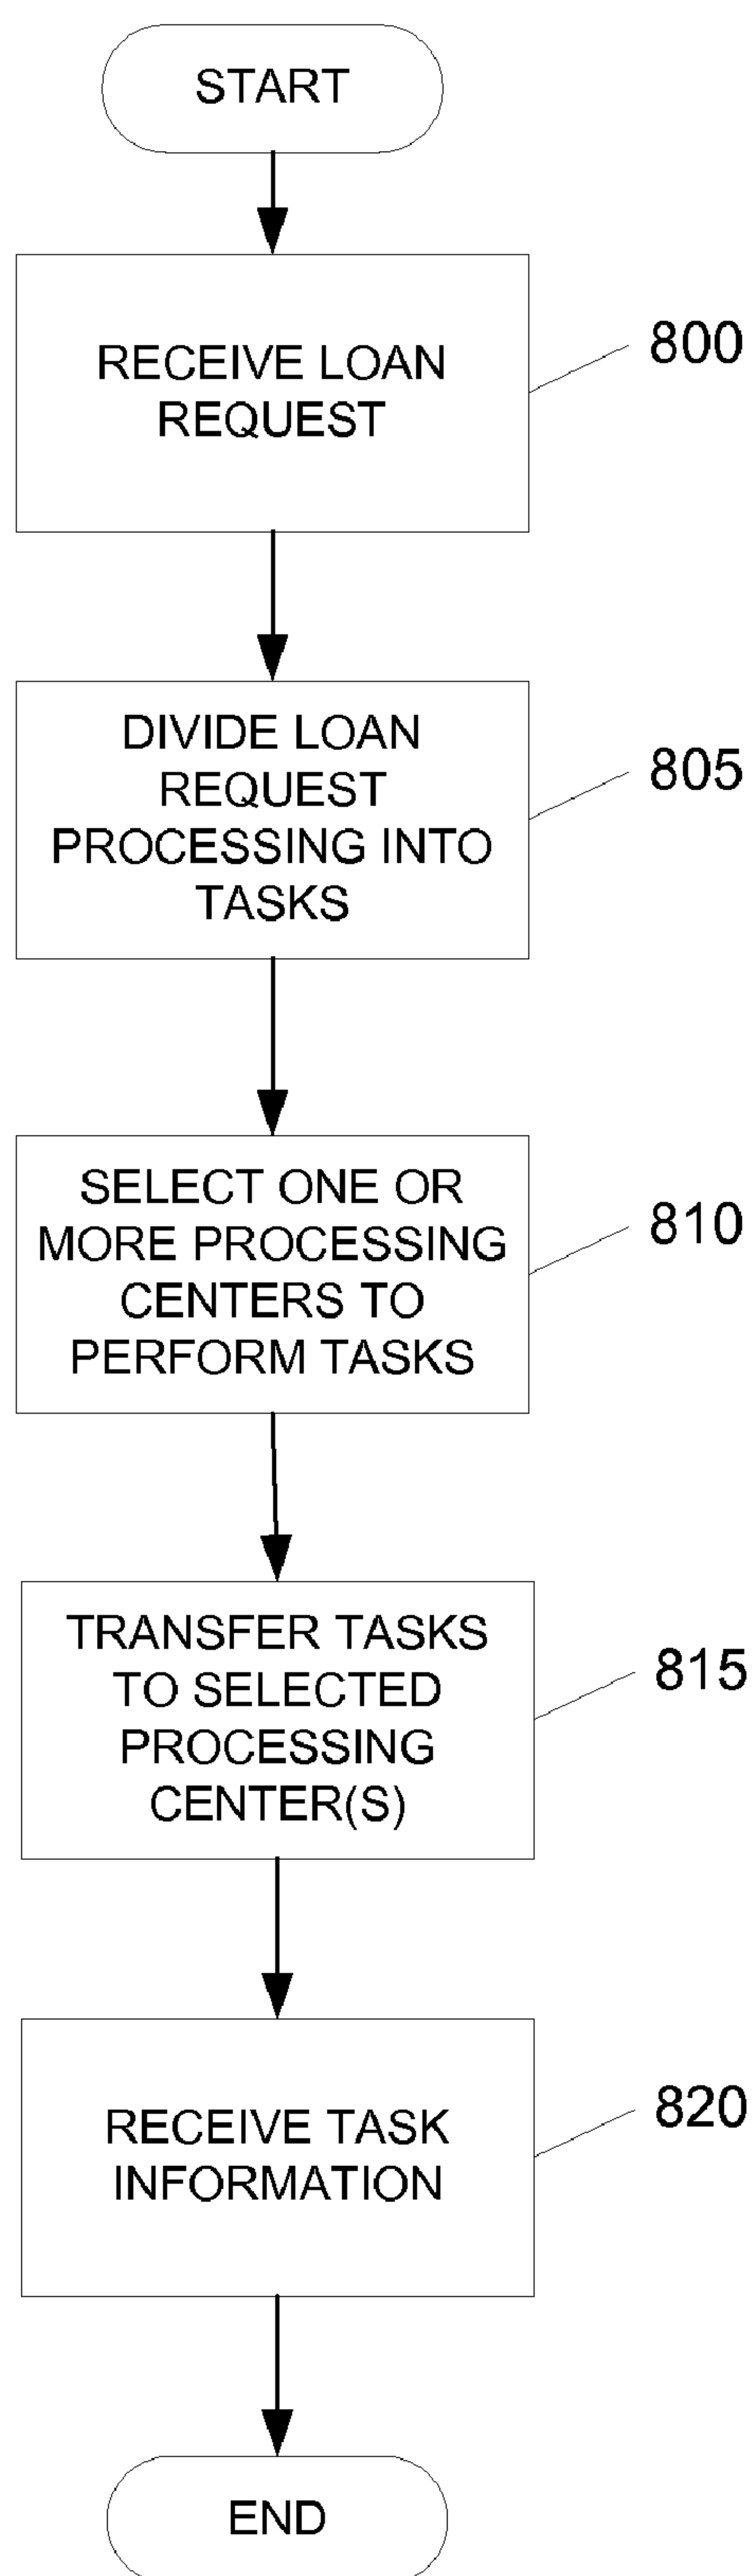 START
RECEIVE LOAN
REQUEST
800
DIVIDE LOAN
REQUEST
PROCESSING INTO
TASKS
805
SELECT ONE OR
MORE PROCESSING
CENTERS TO
PERFORM TASKS
810
TRANSFER TASKS
TO SELECTED
PROCESSING
CENTER(S)
815
RECEIVE TASK
INFORMATION
820
END